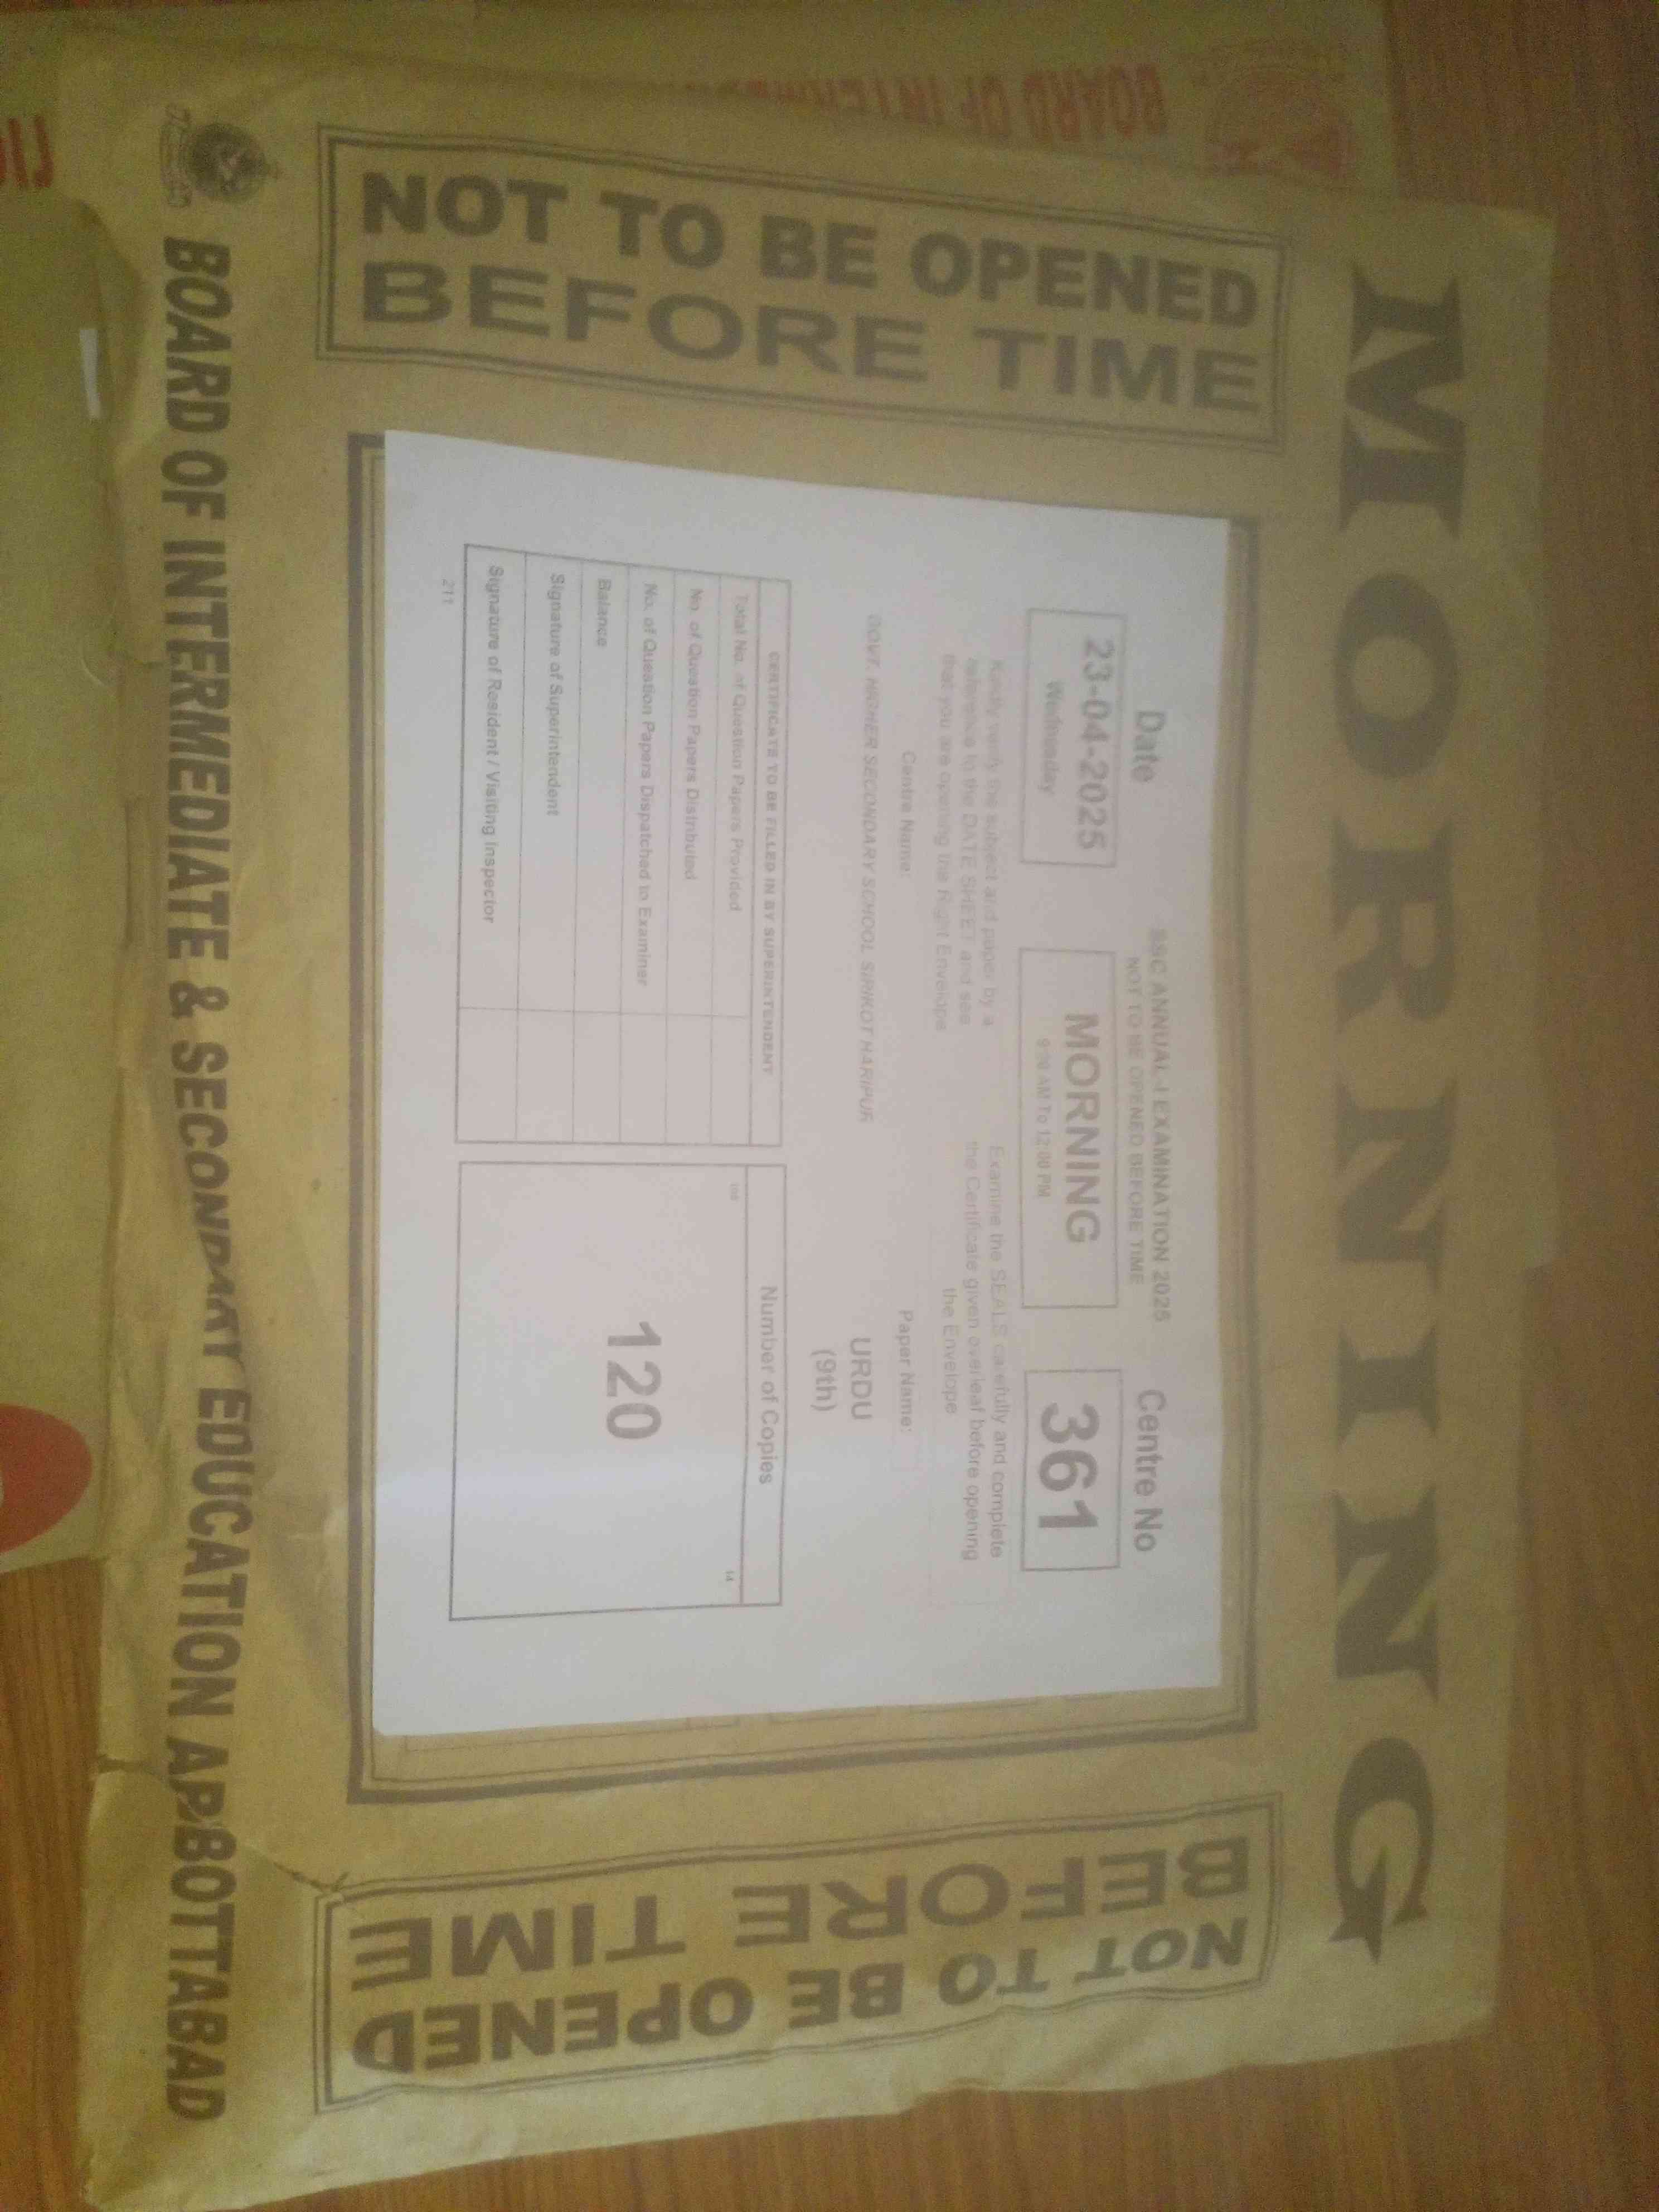 MORNING
NOT TO BE OPENED
BEFORE TIME
Date
SSC ANNUAL-I EXAMINATION 2025
NOT TO BE OPENED BEFORE TIME
Centre No
23-04-2025
Wednesday
MORNING
9:00 AM To 12:00 PM
361
Kindly verify the subject and paper by a
reference to the DATE SHEET and see
that you are opening the Right Envelope
Examine the SEALS carefully and complete
the Certificate given overleaf before opening
the Envelope
Centre Name:
Paper Name:
GOVT. HIGHER SECONDARY SCHOOL SIRIKOT HARIPUR
URDU
(9th)
CERTIFICATE TO BE FILLED IN BY SUPERINTENDENT
Total No. of Question Papers Provided
No. of Question Papers Distributed
No. of Question Papers Dispatched to Examiner
Balance
Signature of Superintendent
Signature of Resident / Visiting Inspector
211
Number of Copies
14
120
NOT TO BE OPENED
BEFORE TIME
BOARD OF INTERMEDIATE & SECONDARY EDUCATION ABBOTTABAD
BOARD OF